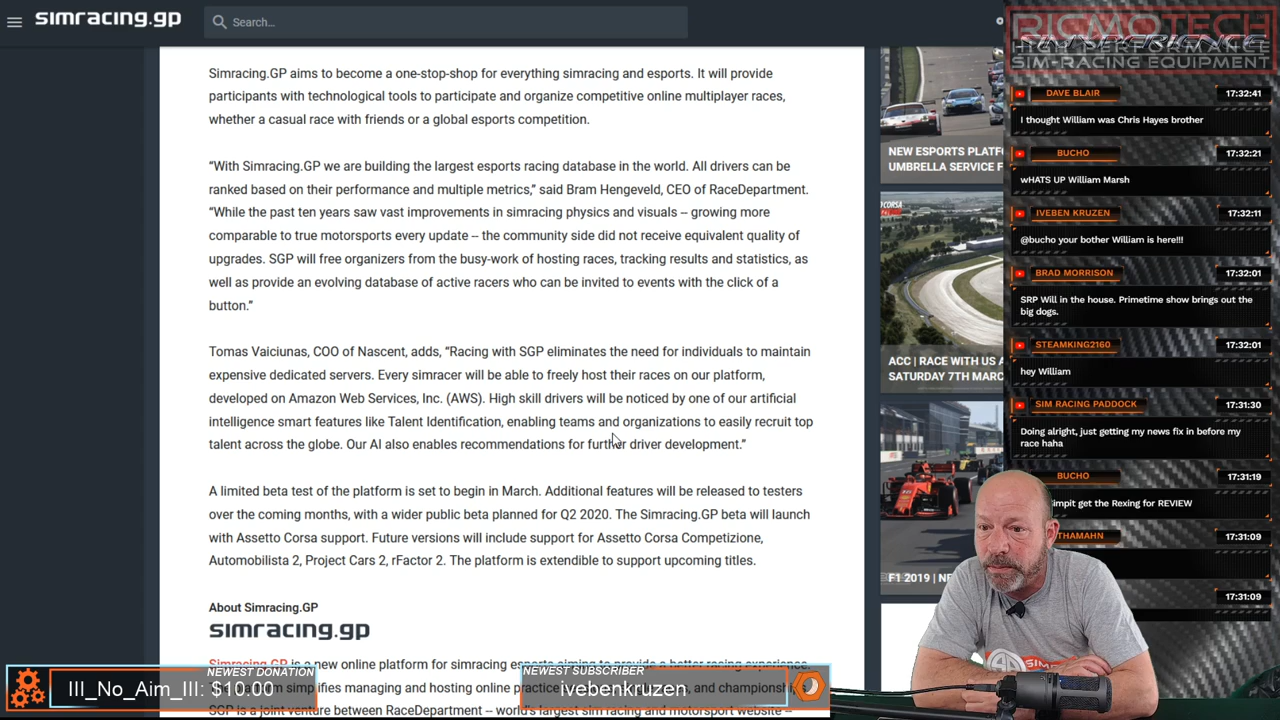 simracing.gp
Search...
Simracing.GP aims to become a one-stop-shop for everything simracing and esports. It will provide
participants with technological tools to participate and organize competitive online multiplayer races,
whether a casual race with friends or a global esports competition.
“With Simracing.GP we are building the largest esports racing database in the world. All drivers can be
ranked based on their performance and multiple metrics,” said Bram Hengeveld, CEO of RaceDepartment.
“While the past ten years saw vast improvements in simracing physics and visuals -- growing more
comparable to true motorsports every update -- the community side did not receive equivalent quality of
upgrades. SGP will free organizers from the busy-work of hosting races, tracking results and statistics, as
well as provide an evolving database of active racers who can be invited to events with the click of a
button.”
Tomas Vaiciunas, COO of Nascent, adds, “Racing with SGP eliminates the need for individuals to maintain
expensive dedicated servers. Every simracer will be able to freely host their races on our platform,
developed on Amazon Web Services, Inc. (AWS). High skill drivers will be noticed by one of our artificial
intelligence smart features like Talent Identification, enabling teams and organizations to easily recruit top
talent across the globe. Our AI also enables recommendations for further driver development.”
A limited beta test of the platform is set to begin in March. Additional features will be released to testers
over the coming months, with a wider public beta planned for Q2 2020. The Simracing.GP beta will launch
with Assetto Corsa support. Future versions will include support for Assetto Corsa Competizione,
Automobilista 2, Project Cars 2, rFactor 2. The platform is extendible to support upcoming titles.
About Simracing.GP
simracing.gp
Simracing.GP is a new online platform for simracing esports aiming to provide a better racing experience.
simplifies managing and hosting online practice and championships
SGP is a joint venture between RaceDepartment -- world's largest sim racing and motorsport website --
NEW ESPORTS PLATF
UMBRELLA SERVICE F
ACC | RACE WITH US A
SATURDAY 7TH MARC
F1 2019 | NE
RICMOTECH
SIMXPERIENCE
HIGH PERFORMANCE
SIM-RACING EQUIPMENT
DAVE BLAIR 17:32:41
I thought William was Chris Hayes brother
BUCHO 17:32:21
wHATS UP William Marsh
IVEBEN KRUZEN 17:32:11
@bucho your bother William is here!!!
BRAD MORRISON 17:32:01
SRP Will in the house. Primetime show brings out the
big dogs.
STEAMKING2160 17:32:01
hey William
SIM RACING PADDOCK 17:31:30
Doing alright, just getting my news fix in before my
race haha
BUCHO 17:31:19
impit get the Rexing for REVIEW
THAMAHN 17:31:09
17:31:09
NEWEST DONATION
III_No_Aim_III: $10.00
NEWEST SUBSCRIBER
ivebenkruzen